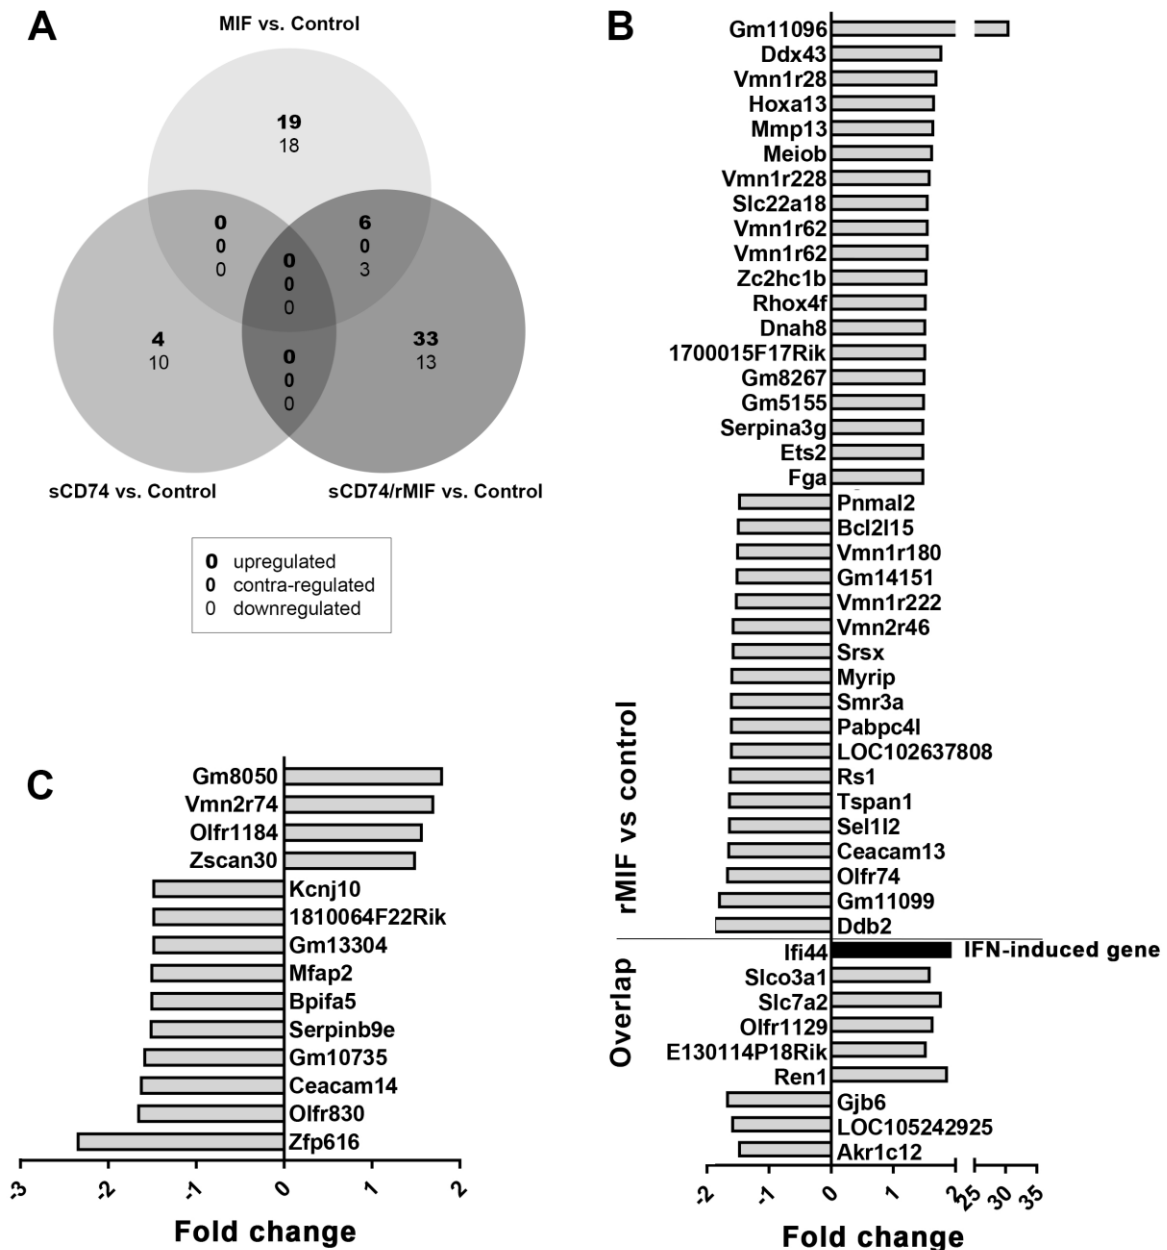 A
MIF vs. Control
19
18
0
0
0
6
0
3
0
0
0
4
10
33
13
0
0
0
sCD74 vs. Control
sCD74/rMIF vs. Control
0 upregulated
0 contra-regulated
0 downregulated
B
Gm11096
Ddx43
Vmn1r28
Hoxa13
Mmp13
Meiob
Vmn1r228
Slc22a18
Vmn1r62
Vmn1r62
Zc2hc1b
Rhox4f
Dnah8
1700015F17Rik
Gm8267
Gm5155
Serpina3g
Ets2
Fga
Pnmal2
Bcl2l15
Vmn1r180
Gm14151
Vmn1r222
Vmn2r46
Srsx
Myrip
Smr3a
Pabpc4l
LOC102637808
Rs1
Tspan1
Sel1l2
Ceacam13
Olfr74
Gm11099
Ddb2
rMIF vs control
Ifi44
IFN-induced gene
Slco3a1
Slc7a2
Olfr1129
E130114P18Rik
Ren1
Gjb6
LOC105242925
Akr1c12
Overlap
-2 -1 0 1 2 25 30 35
Fold change
C
Gm8050
Vmn2r74
Olfr1184
Zscan30
Kcnj10
1810064F22Rik
Gm13304
Mfap2
Bpifa5
Serpinb9e
Gm10735
Ceacam14
Olfr830
Zfp616
-3 -2 -1 0 1 2
Fold change